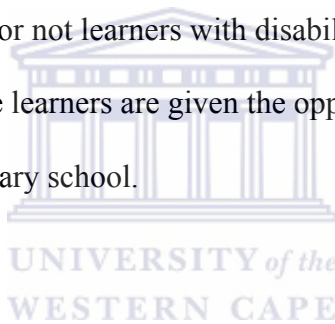 or not learners with disabil
e learners are given the opp
ary school.
UNIVERSITY of the
WESTERN CAPE